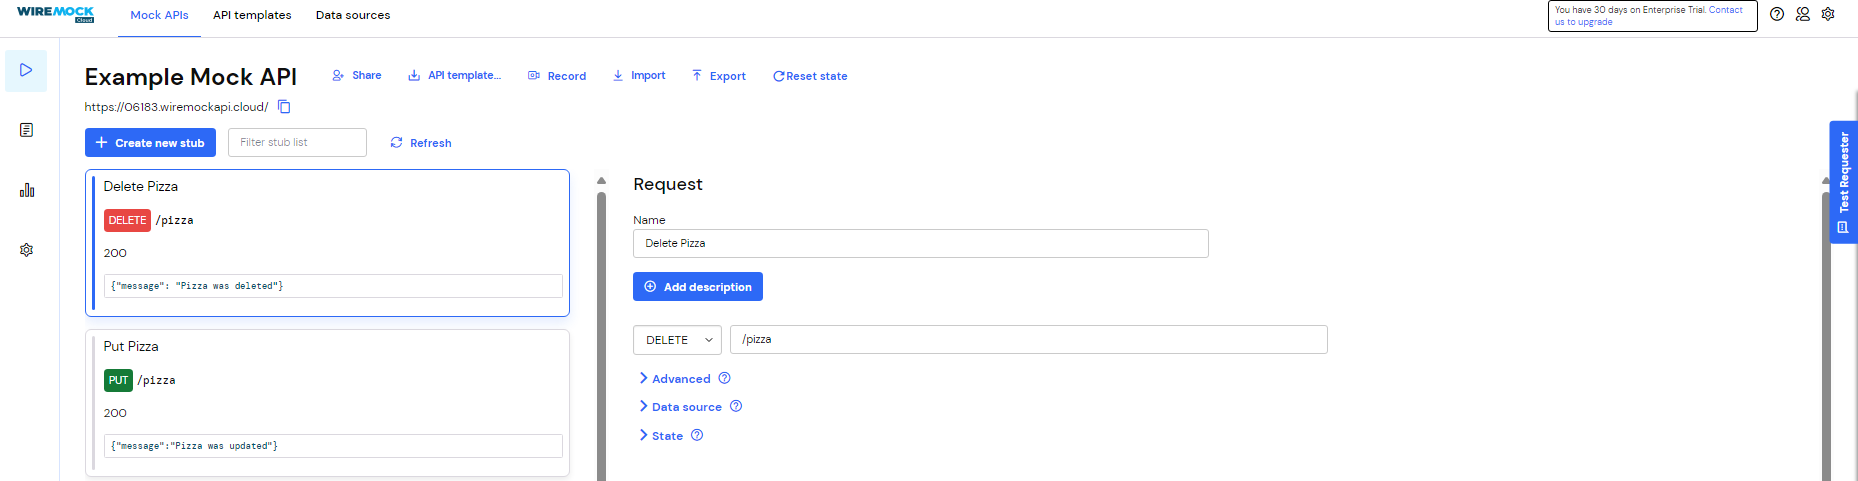 WIREMOCK
Cloud
Mock APIs API templates Data sources
You have 30 days on Enterprise Trial. Contact
us to upgrade
Example Mock API
Share API template... Record Import Export Reset state
https://06183.wiremockapi.cloud/
Create new stub Filter stub list Refresh
Delete Pizza
DELETE /pizza
200
{"message": "Pizza was deleted"}
Put Pizza
PUT /pizza
200
{"message":"Pizza was updated"}
Request
Name
Delete Pizza
Add description
DELETE /pizza
Advanced
Data source
State
Test Requester